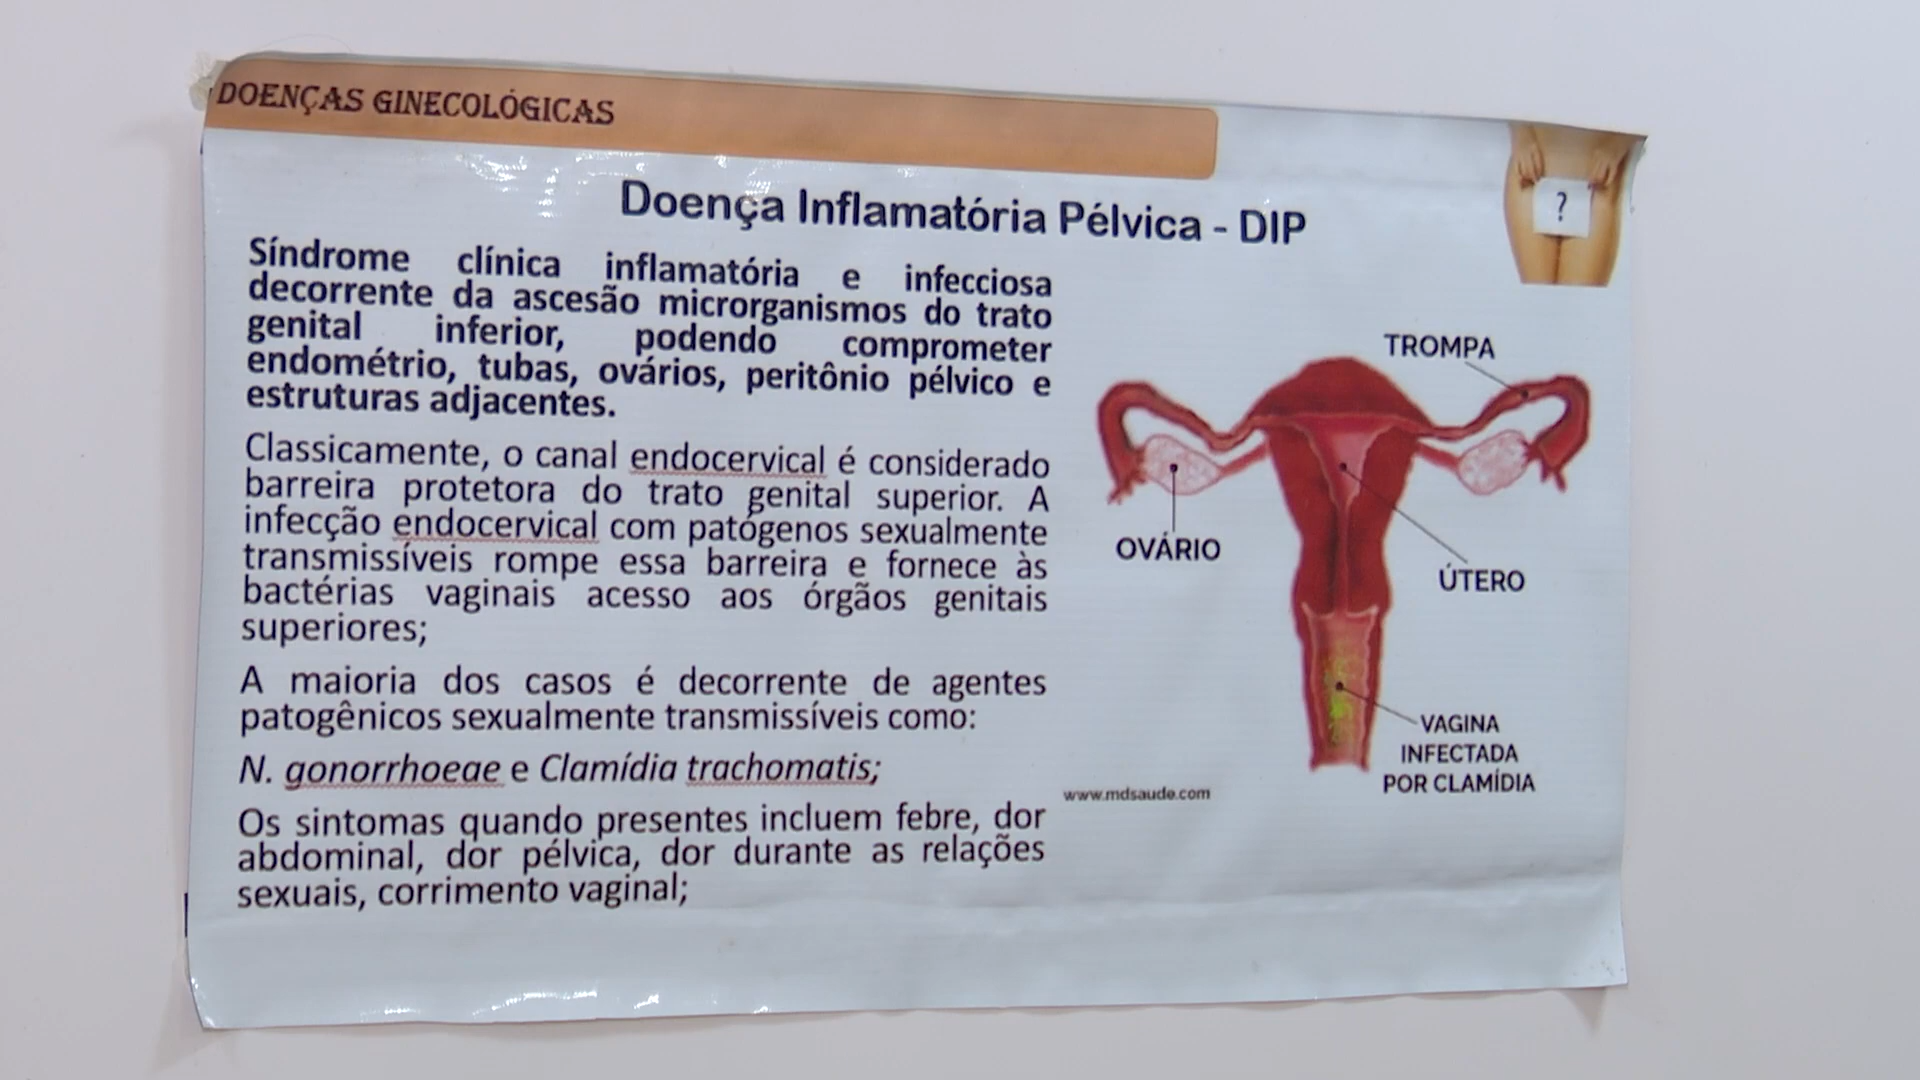 DOENÇAS GINECOLÓGICAS
?
Doença Inflamatória Pélvica - DIP
Síndrome clínica inflamatória e infecciosa
decorrente da ascesão microrganismos do trato
genital inferior, podendo comprometer
endométrio, tubas, ovários, peritônio pélvico e
estruturas adjacentes.
Classicamente, o canal endocervical é considerado
barreira protetora do trato genital superior. A
infecção endocervical com patógenos sexualmente
transmissíveis rompe essa barreira e fornece às
bactérias vaginais acesso aos órgãos genitais
superiores;
A maioria dos casos é decorrente de agentes
patogênicos sexualmente transmissíveis como:
N. gonorrhoeae e Clamídia trachomatis;
Os sintomas quando presentes incluem febre, dor
abdominal, dor pélvica, dor durante as relações
sexuais, corrimento vaginal;
TROMPA
OVÁRIO
ÚTERO
VAGINA
INFECTADA
POR CLAMÍDIA
www.mdsaude.com